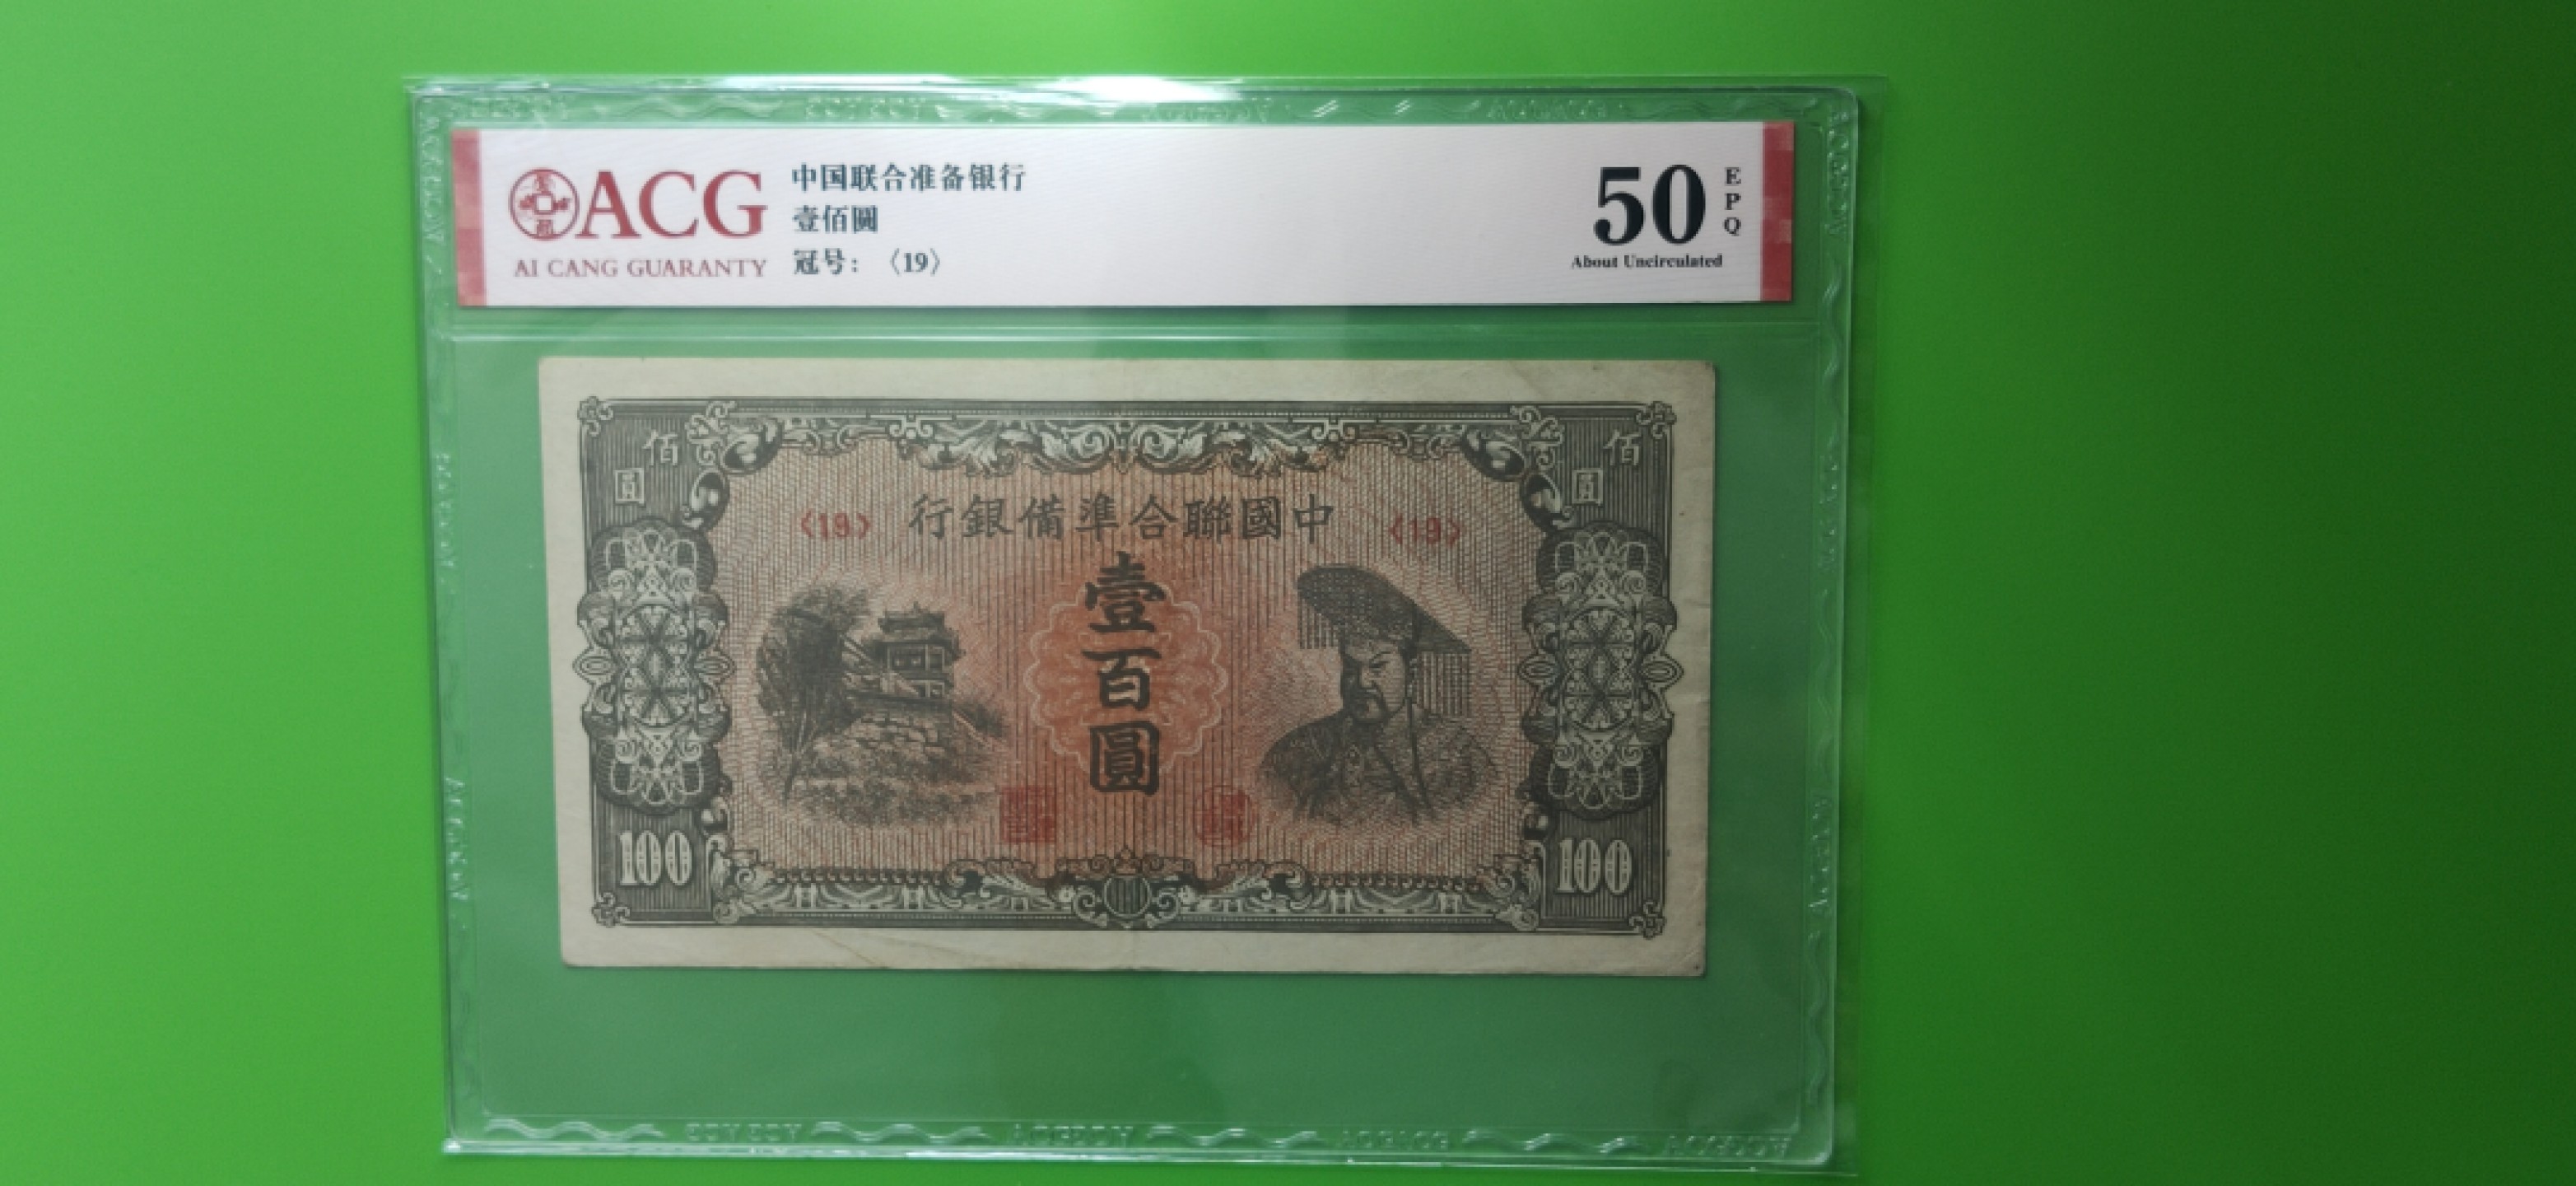 ACG
AI CANG GUARANTY
中国联合准备银行
壹佰圆
冠号：〈19〉
50
EPQ
About Uncirculated
佰圓
佰圓
〈19〉
行銀備準合聯國中
〈19〉
壹百圓
100
100